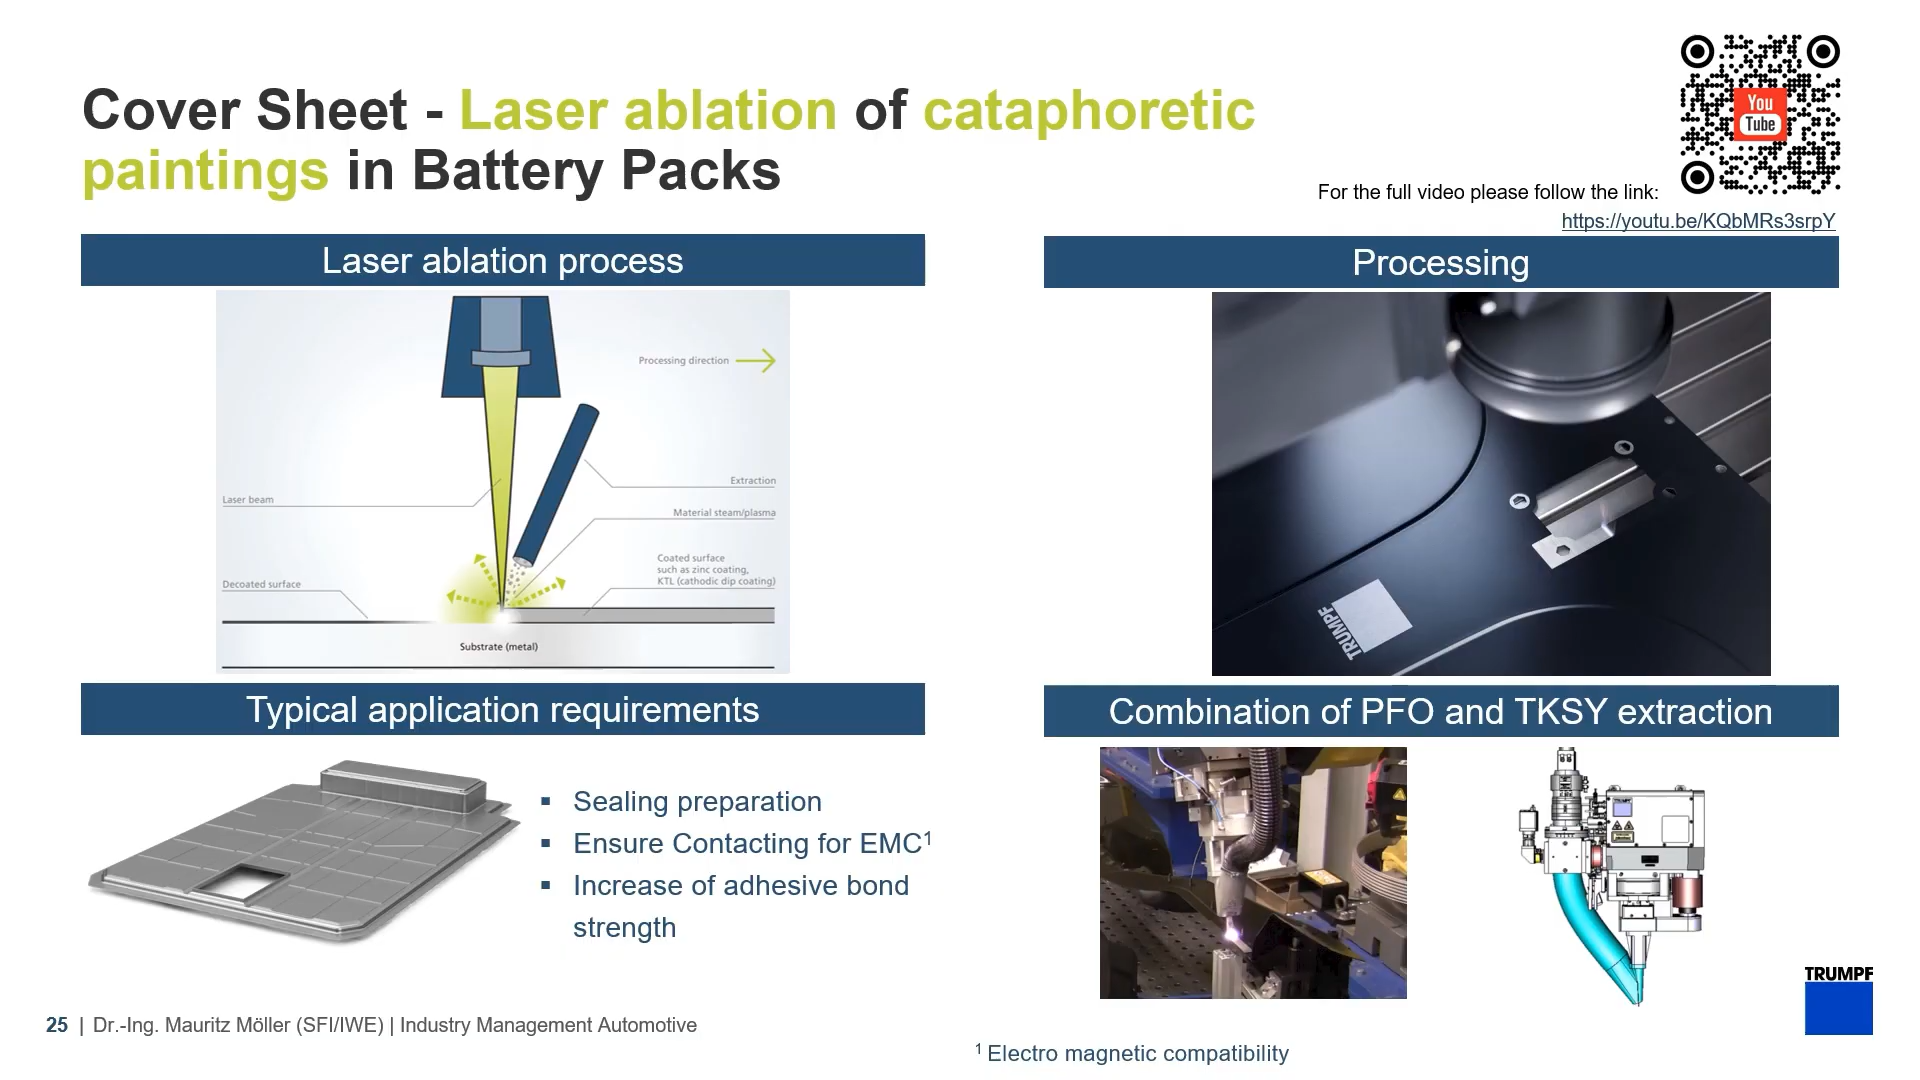 Cover Sheet - Laser ablation of cataphoretic
paintings in Battery Packs
You
Tube
For the full video please follow the link:
https://youtu.be/KQbMRs3srpY
Laser ablation process
Processing direction
Extraction
Laser beam
Material steam/plasma
Coated surface
such as zinc coating,
KTL (cathodic dip coating)
Decoated surface
Substrate (metal)
Processing
TRUMPF
Typical application requirements
▪ Sealing preparation
▪ Ensure Contacting for EMC¹
▪ Increase of adhesive bond
strength
Combination of PFO and TKSY extraction
TRUMPF
25 | Dr.-Ing. Mauritz Möller (SFI/IWE) | Industry Management Automotive
¹ Electro magnetic compatibility